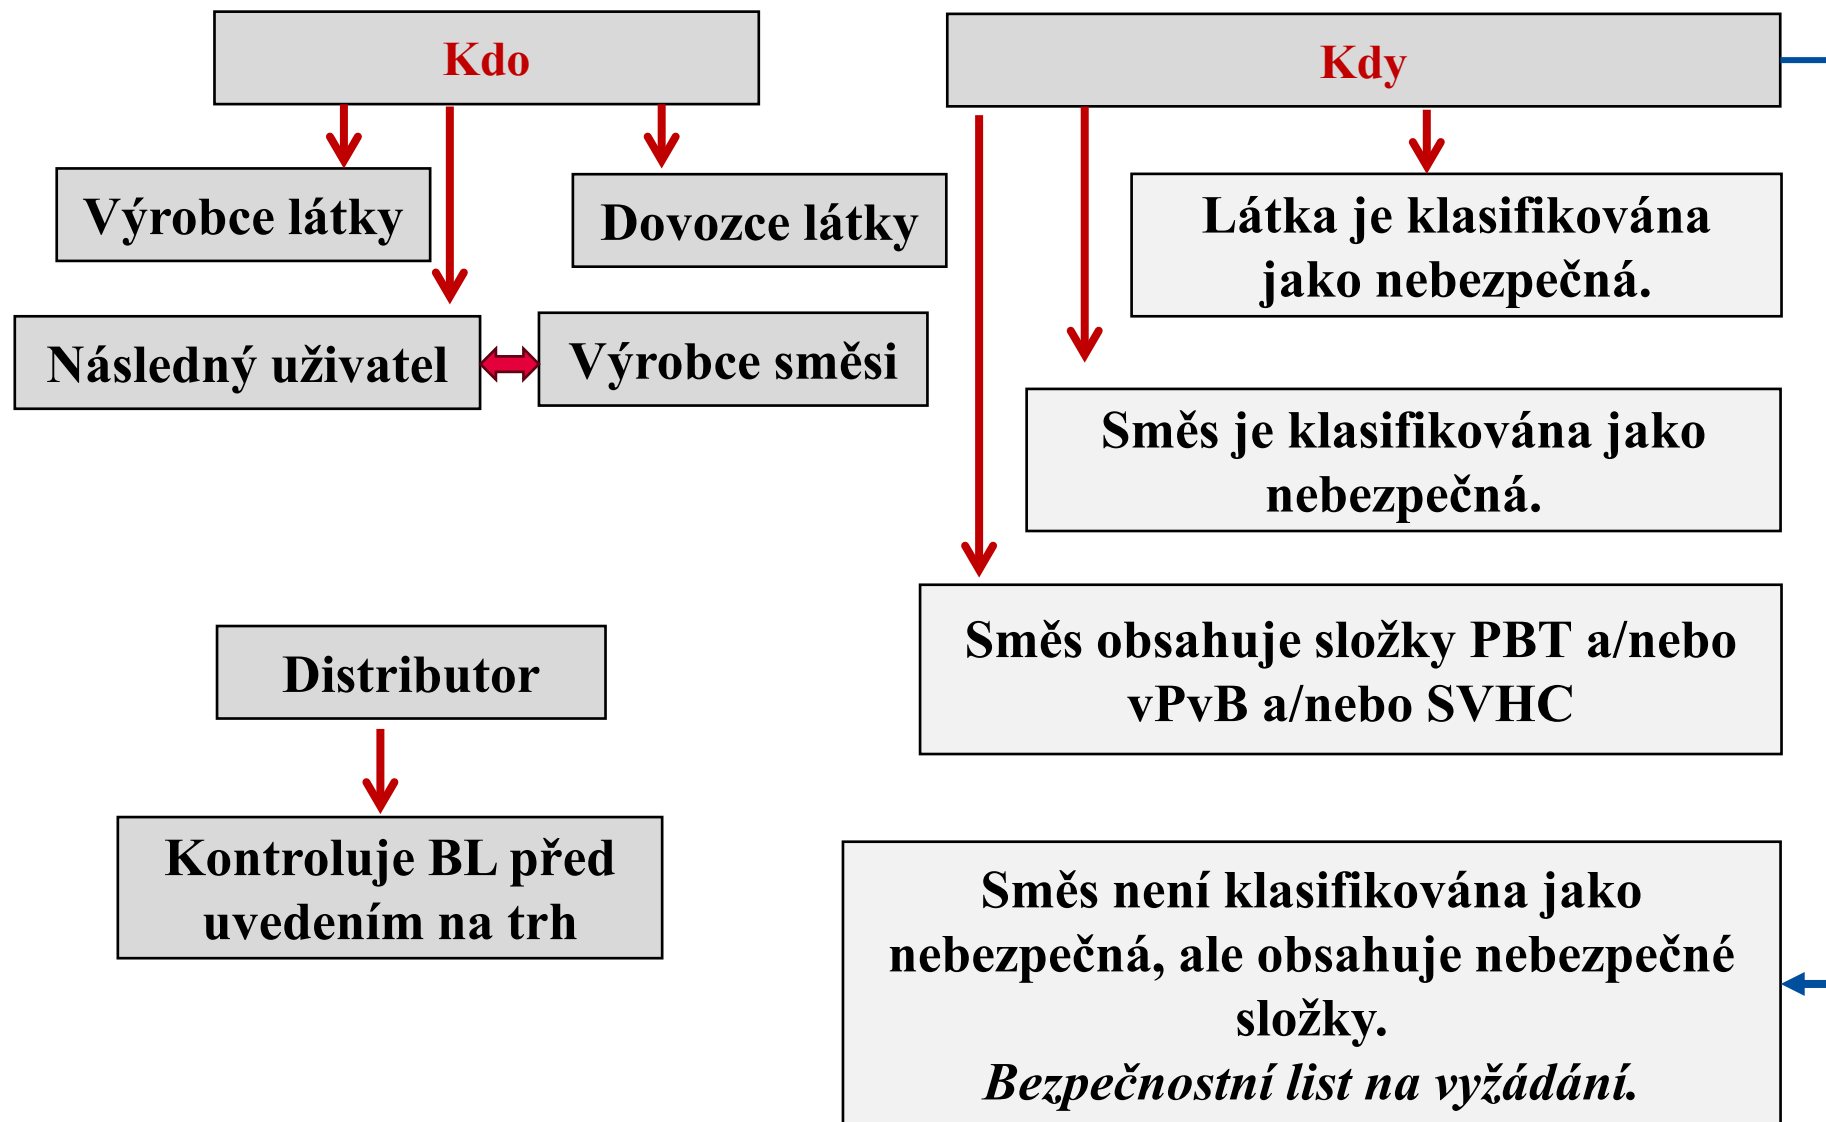 Kdo
Výrobce látky
Dovozce látky
Následný uživatel
Výrobce směsi
Distributor
Kontroluje BL před
uvedením na trh
Kdy
Látka je klasifikována
jako nebezpečná.
Směs je klasifikována jako
nebezpečná.
Směs obsahuje složky PBT a/nebo
vPvB a/nebo SVHC
Směs není klasifikována jako
nebezpečná, ale obsahuje nebezpečné
složky.
Bezpečnostní list na vyžádání.